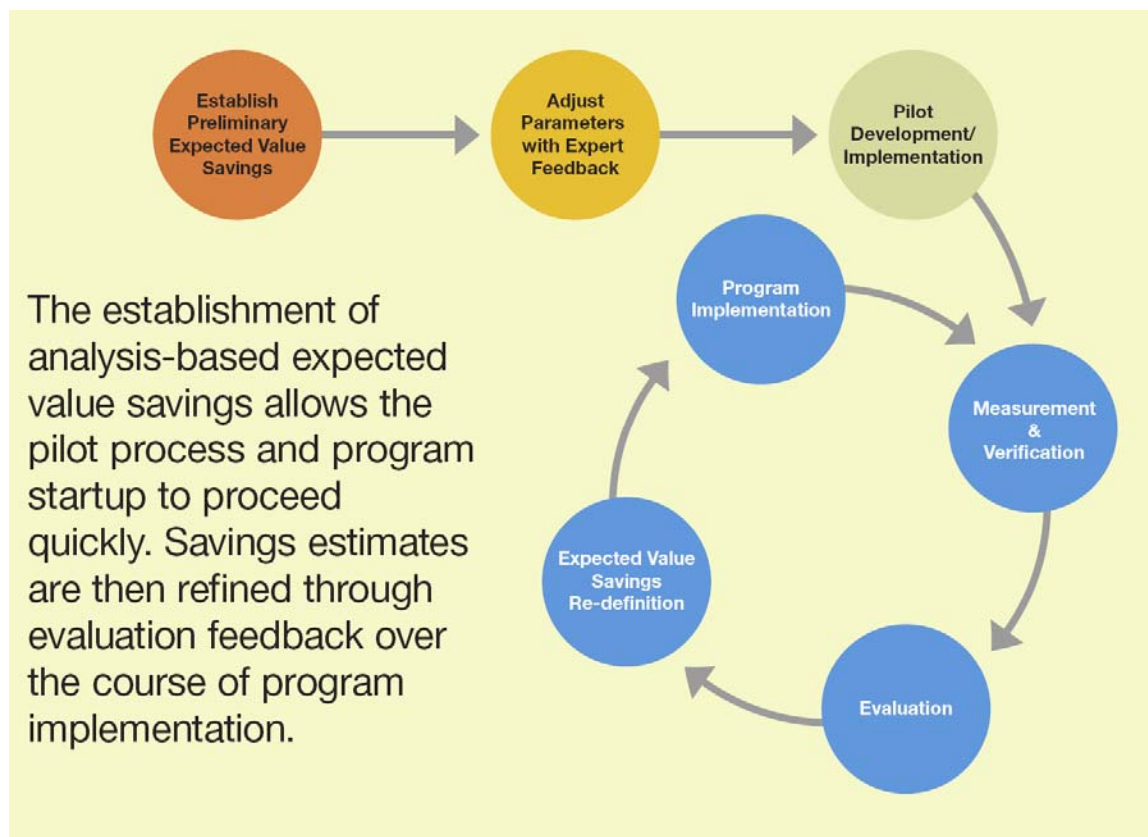 Establish
Preliminary
Expected Value
Savings
Adjust
Parameters
with Expert
Feedback
Pilot
Development/
Implementation
Program
Implementation
Measurement
&
Verification
Evaluation
Expected Value
Savings
Re-definition
The establishment of
analysis-based expected
value savings allows the
pilot process and program
startup to proceed
quickly. Savings estimates
are then refined through
evaluation feedback over
the course of program
implementation.